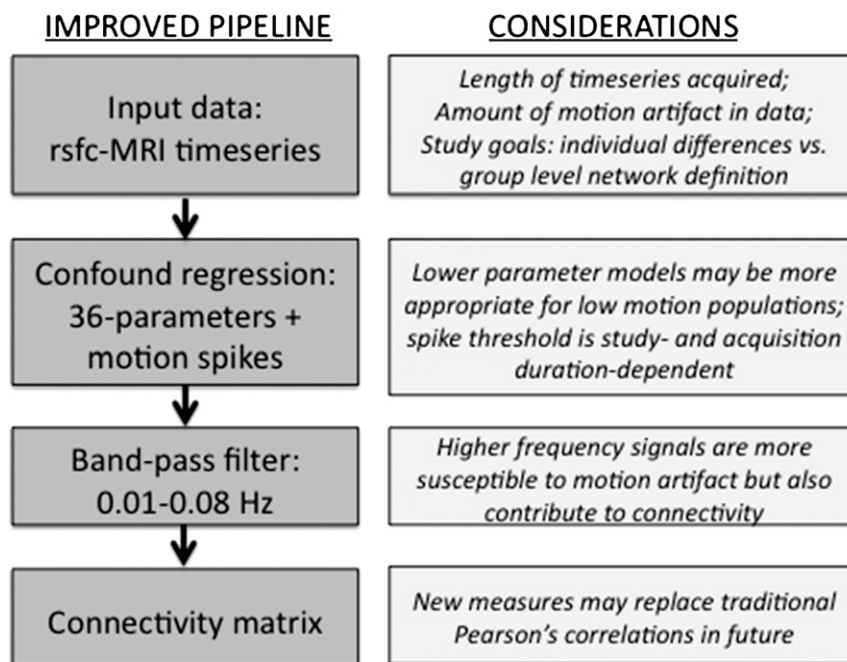 IMPROVED PIPELINE
CONSIDERATIONS
Input data:
rsfc-MRI timeseries
Length of timeseries acquired;
Amount of motion artifact in data;
Study goals: individual differences vs.
group level network definition
Confound regression:
36-parameters +
motion spikes
Lower parameter models may be more
appropriate for low motion populations;
spike threshold is study- and acquisition
duration-dependent
Band-pass filter:
0.01-0.08 Hz
Higher frequency signals are more
susceptible to motion artifact but also
contribute to connectivity
Connectivity matrix
New measures may replace traditional
Pearson's correlations in future